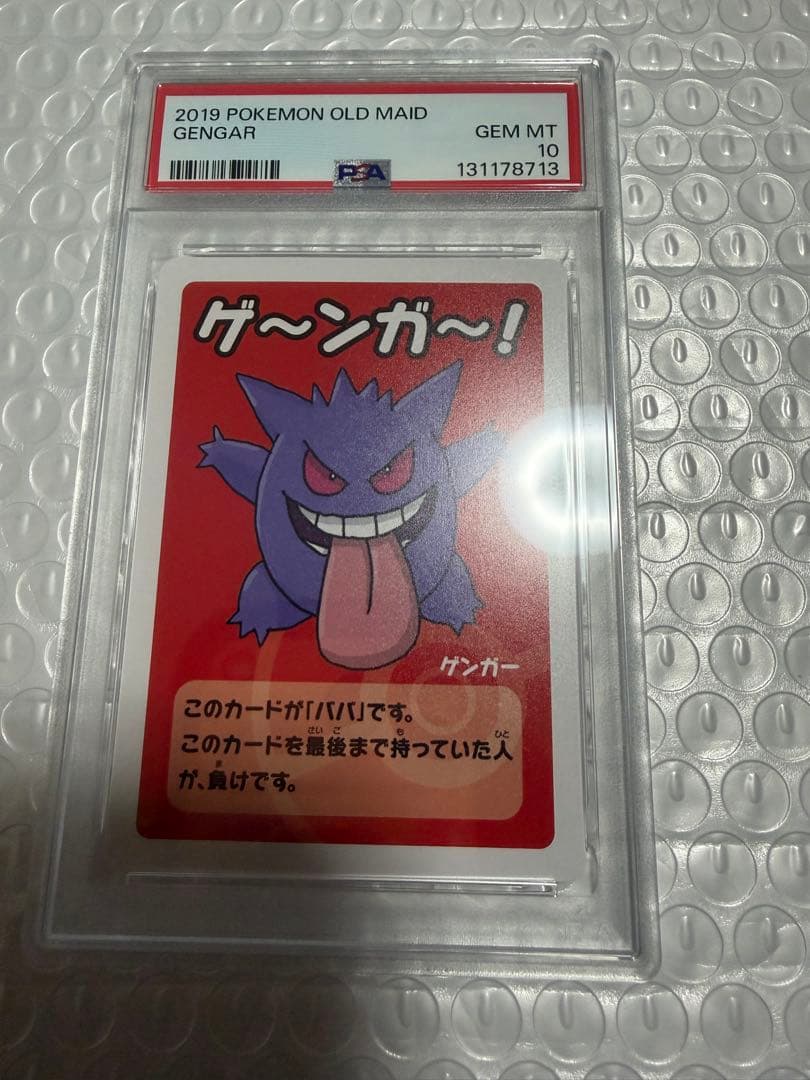 2019 POKEMON OLD MAID
GENGAR
GEM MT
10
131178713
PSA
ゲ〜ンガ〜!
ゲンガー
このカードが「ババ」です。
このカードを最後まで持っていた人
が、負けです。